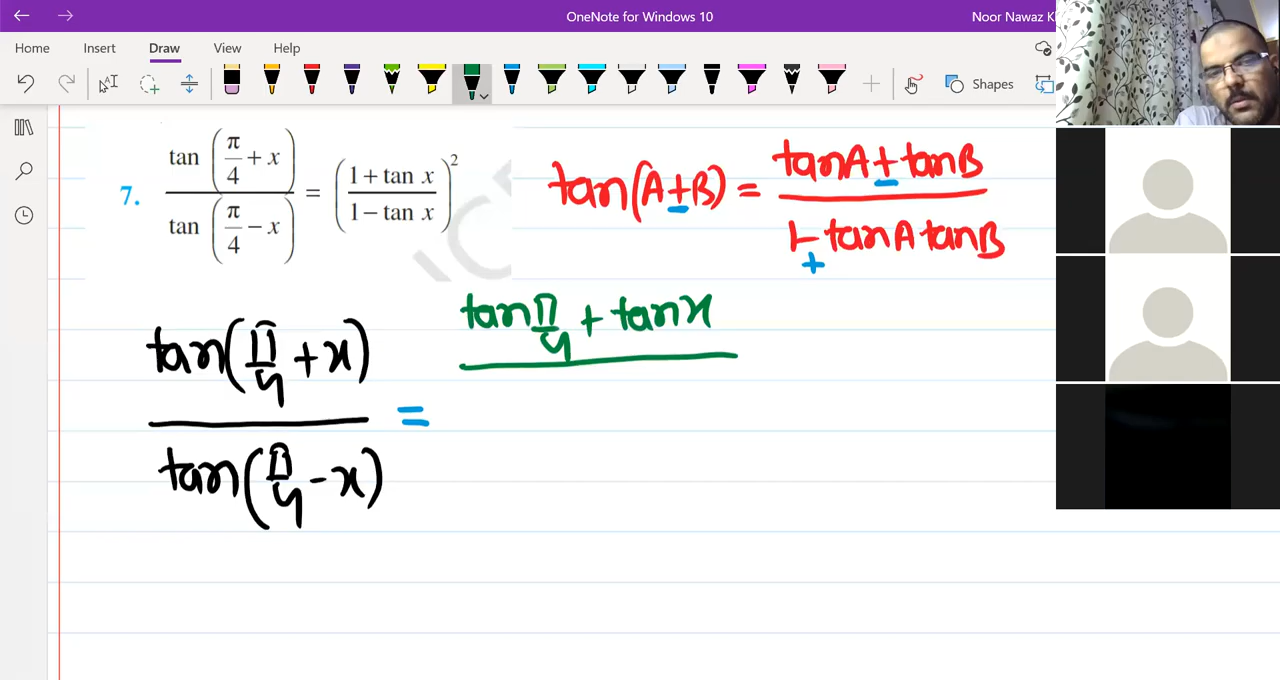 OneNote for Windows 10
Noor Nawaz K
Home Insert Draw View Help
Shapes
7. tan (π/4 + x) / tan (π/4 − x) = ((1 + tan x) / (1 − tan x))²
tan(A±B) = (tanA ± tanB) / (1 ∓ tanA tanB)
tan(π/4 + x) / tan(π/4 − x) =
tan π/4 + tan x